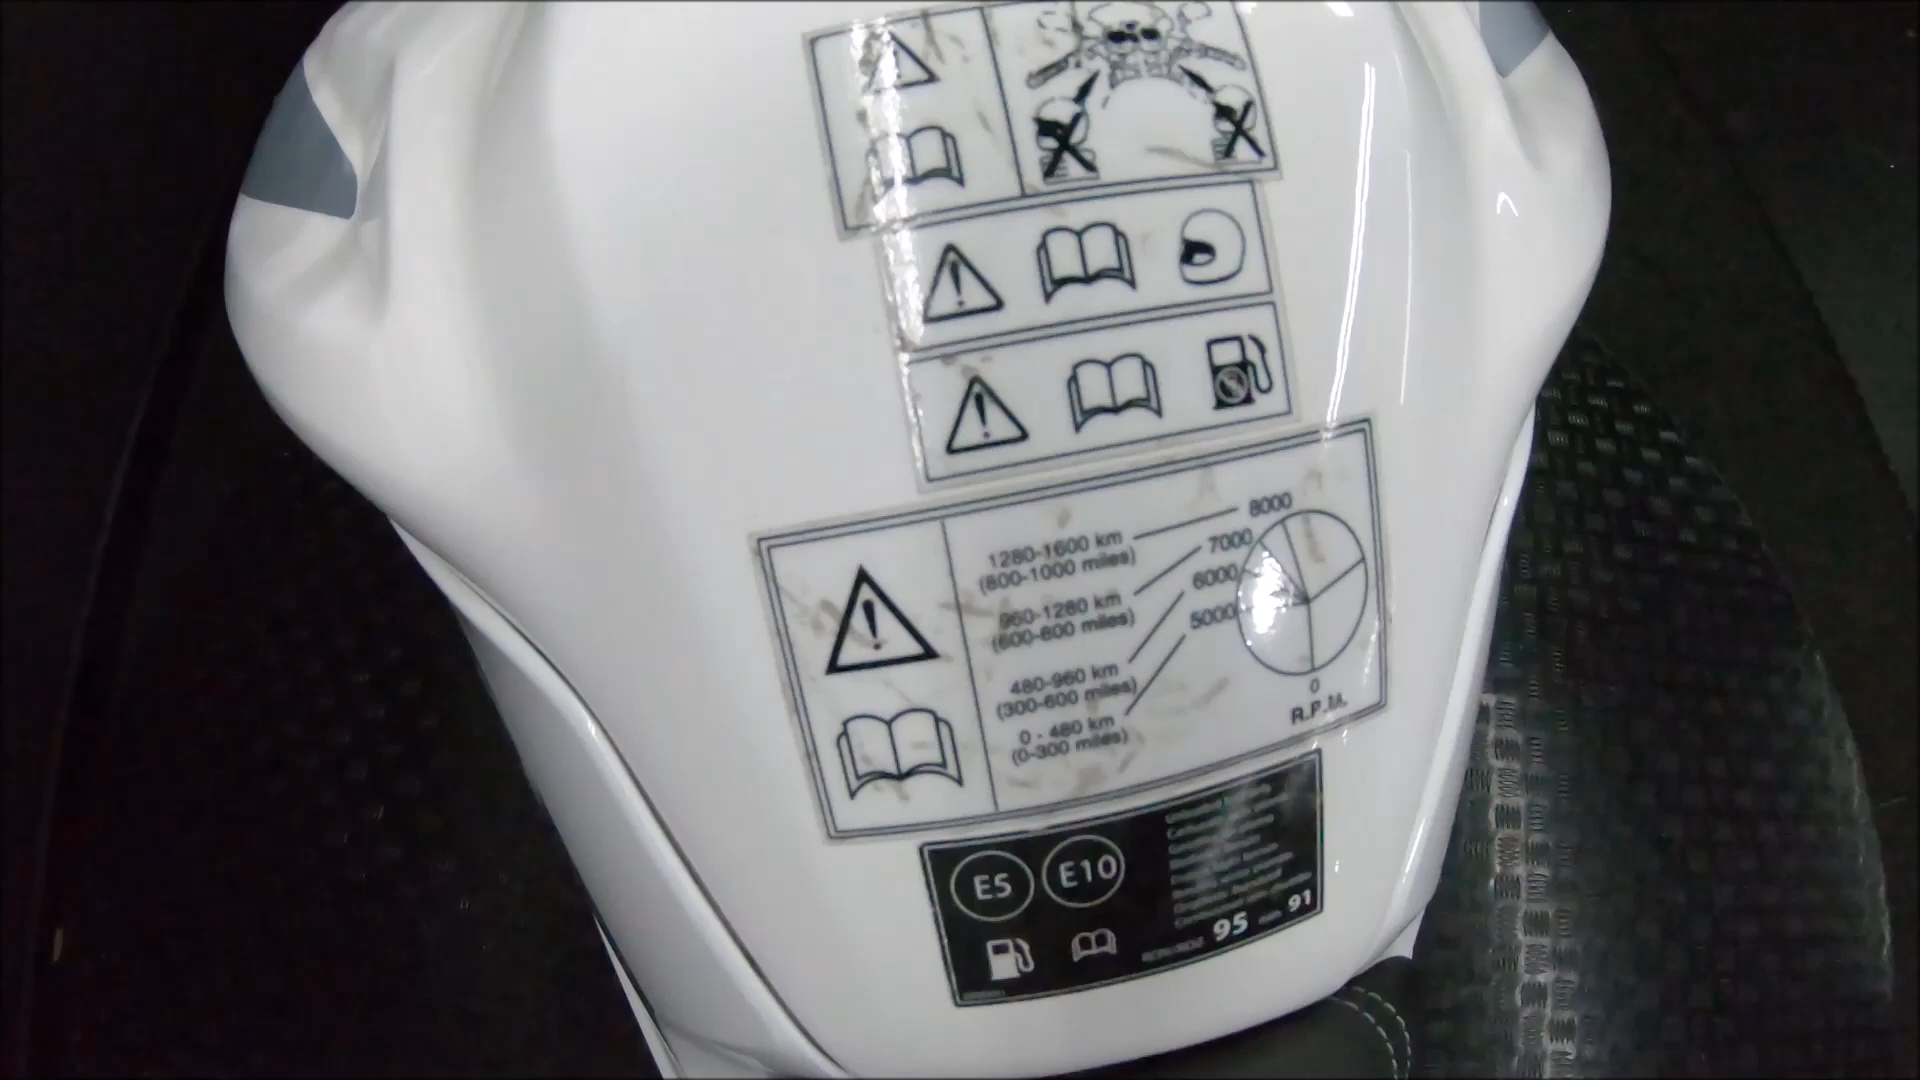 8000
1280-1600 km
(800-1000 miles)
7000
960-1280 km
(600-800 miles)
6000
480-960 km
(300-600 miles)
5000
0 - 480 km
(0-300 miles)
0
R.P.M.
E5 E10
95 91